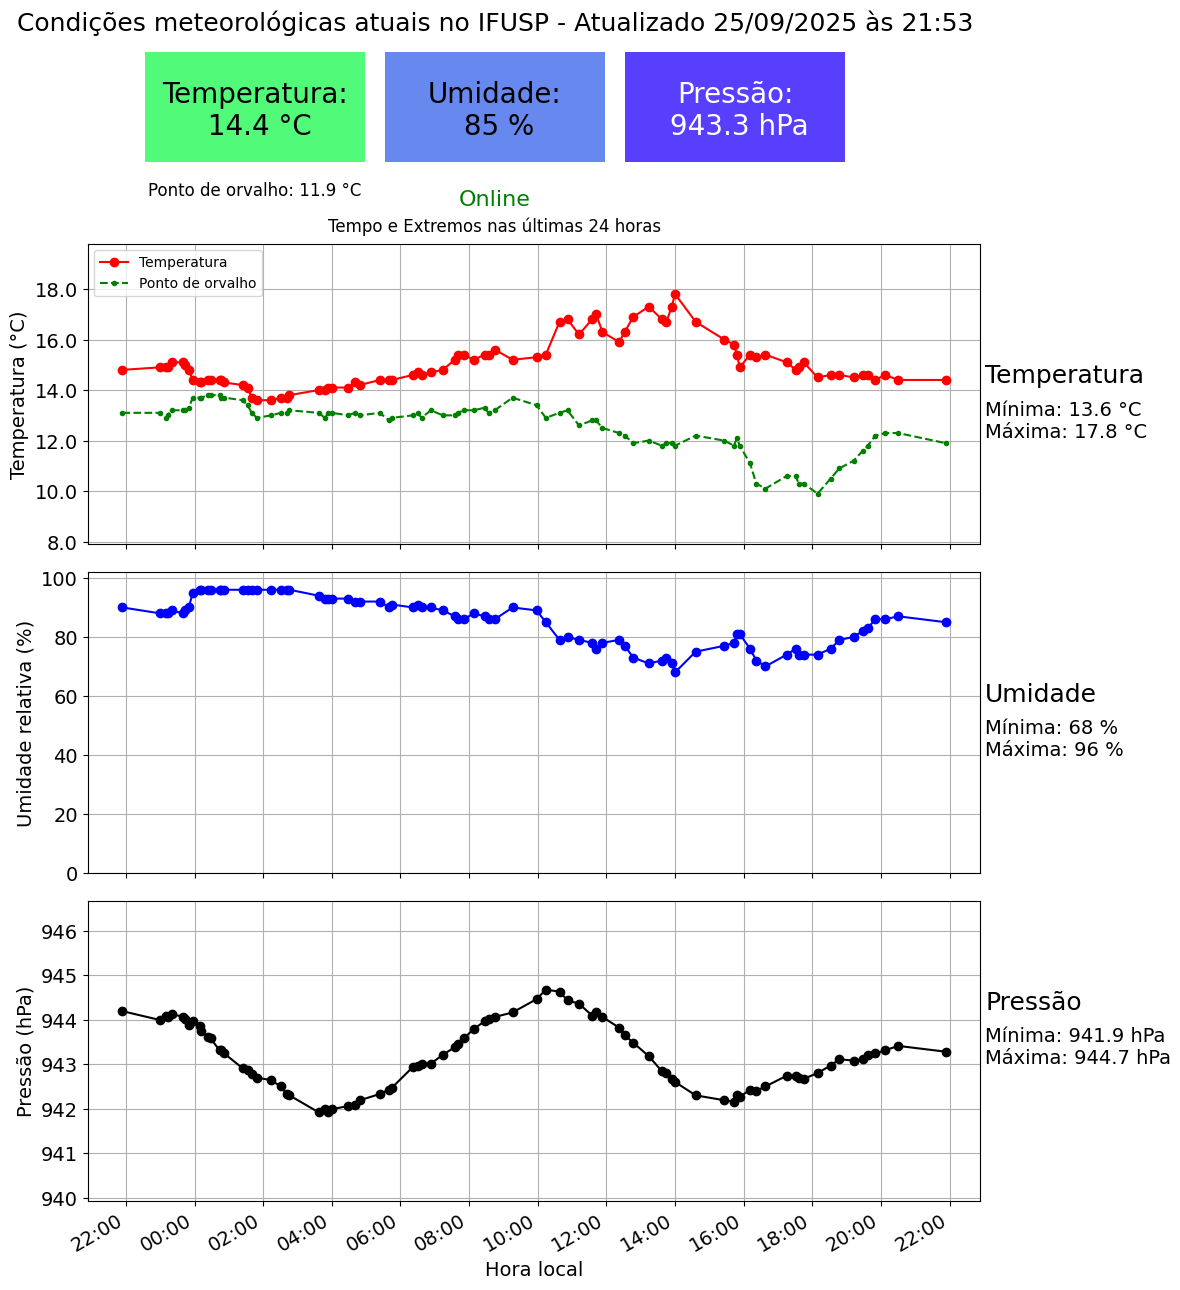 Condições meteorológicas atuais no IFUSP - Atualizado 25/09/2025 às 21:53
Temperatura:
14.4 °C
Umidade:
85 %
Pressão:
943.3 hPa
Ponto de orvalho: 11.9 °C
Online
Tempo e Extremos nas últimas 24 horas
Temperatura
Ponto de orvalho
Temperatura (°C)
18.0
16.0
14.0
12.0
10.0
8.0
Temperatura
Mínima: 13.6 °C
Máxima: 17.8 °C
Umidade relativa (%)
100
80
60
40
20
0
Umidade
Mínima: 68 %
Máxima: 96 %
Pressão (hPa)
946
945
944
943
942
941
940
Pressão
Mínima: 941.9 hPa
Máxima: 944.7 hPa
22:00 00:00 02:00 04:00 06:00 08:00 10:00 12:00 14:00 16:00 18:00 20:00 22:00
Hora local